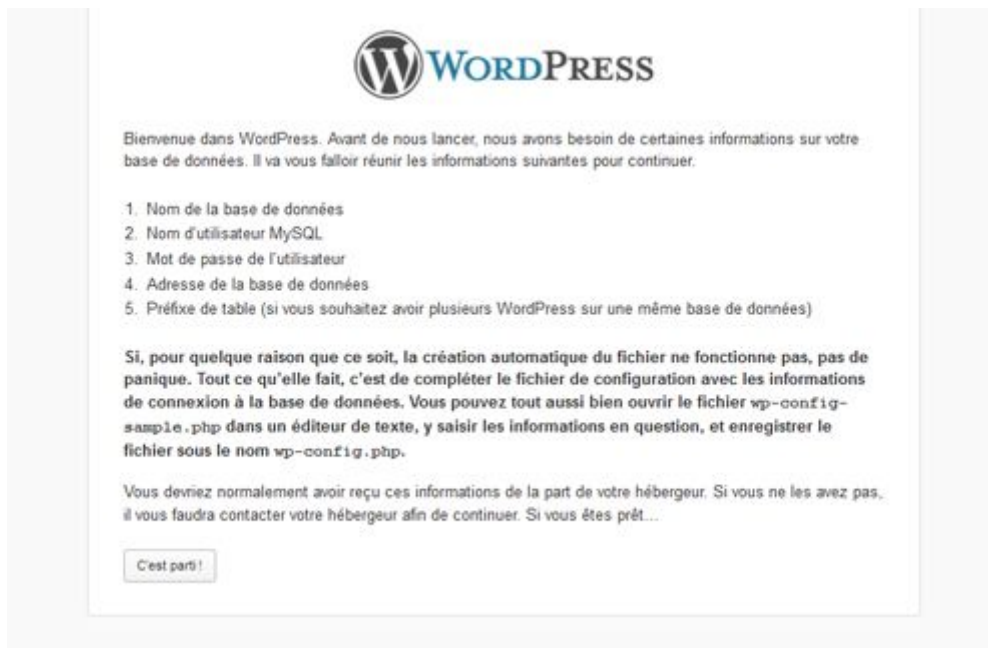 WORDPRESS
Bienvenue dans WordPress. Avant de nous lancer, nous avons besoin de certaines informations sur votre
base de données. Il va vous falloir réunir les informations suivantes pour continuer.
1. Nom de la base de données
2. Nom d'utilisateur MySQL
3. Mot de passe de l'utilisateur
4. Adresse de la base de données
5. Préfixe de table (si vous souhaitez avoir plusieurs WordPress sur une même base de données)
Si, pour quelque raison que ce soit, la création automatique du fichier ne fonctionne pas, pas de
panique. Tout ce qu'elle fait, c'est de compléter le fichier de configuration avec les informations
de connexion à la base de données. Vous pouvez tout aussi bien ouvrir le fichier wp-config-
sample.php dans un éditeur de texte, y saisir les informations en question, et enregistrer le
fichier sous le nom wp-config.php.
Vous devriez normalement avoir reçu ces informations de la part de votre hébergeur. Si vous ne les avez pas,
il vous faudra contacter votre hébergeur afin de continuer. Si vous êtes prêt...
C'est parti !